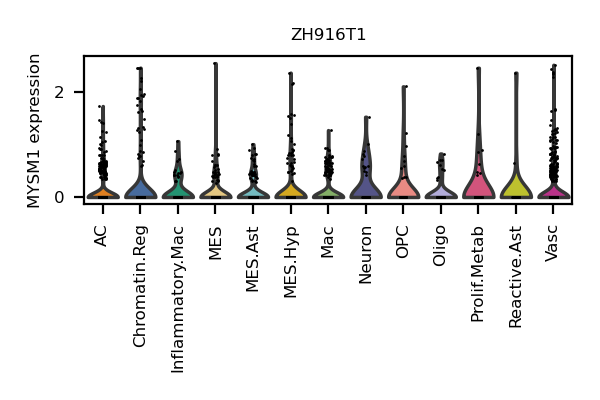 ZH916T1
MYSM1 expression
2
0
AC
Chromatin.Reg
Inflammatory.Mac
MES
MES.Ast
MES.Hyp
Mac
Neuron
OPC
Oligo
Prolif.Metab
Reactive.Ast
Vasc